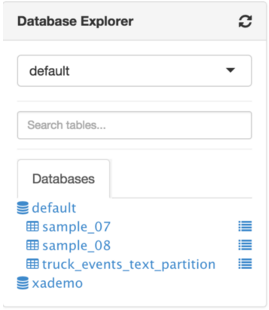 Database Explorer
default
Search tables...
Databases
default
sample_07
sample_08
truck_events_text_partition
xademo